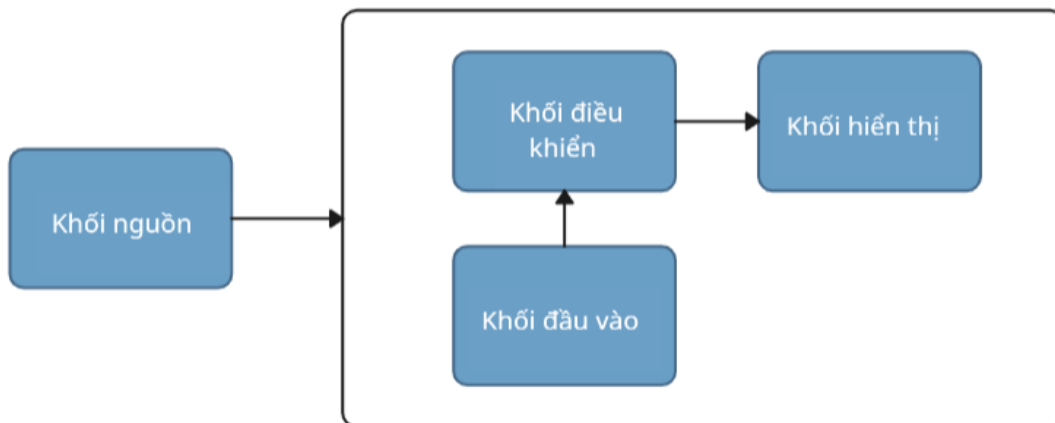 Khối điều
khiển
Khối hiển thị
Khối nguồn
Khối đầu vào